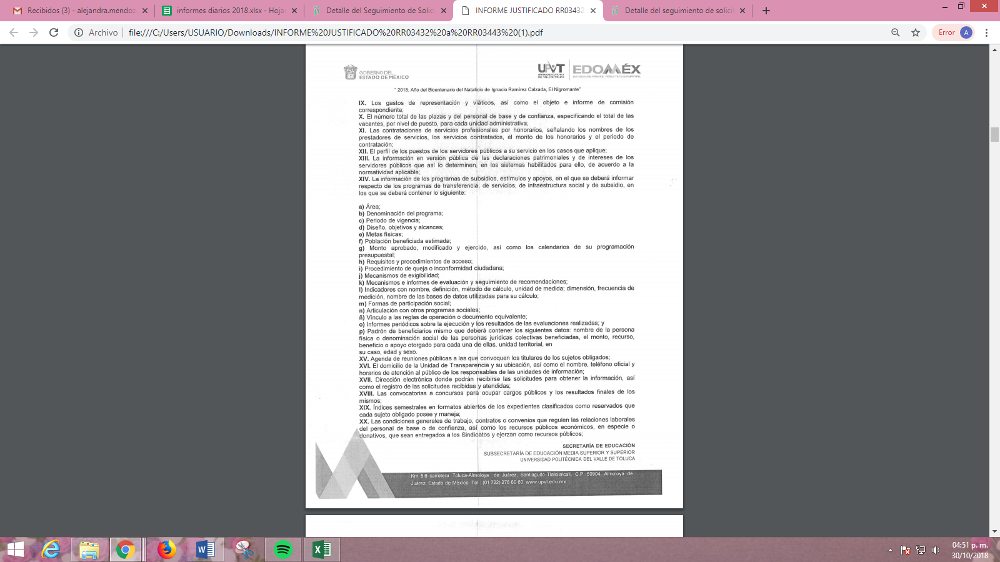 Recibidos (3) - alejandra.mendoz
informes diarios 2018.xlsx - Hoja
Detalle del Seguimiento de Solic
INFORME JUSTIFICADO RR03432
Detalle del seguimiento de solicit
Archivo
file:///C:/Users/USUARIO/Downloads/INFORME%20JUSTIFICADO%20RR03432%20a%20RR03443%20(1).pdf
Error A
GOBIERNO DEL
ESTADO DE MÉXICO
UPVT
UNIVERSIDAD POLITÉCNICA
DEL VALLE DE TOLUCA
EDOMÉX
DECISIONES FIRMES, RESULTADOS FUERTES.
" 2018. Año del Bicentenario del Natalicio de Ignacio Ramírez Calzada, El Nigromante"
IX. Los gastos de representación y viáticos, así como el objeto e informe de comisión
correspondiente;
X. El número total de las plazas y del personal de base y de confianza, especificando el total de las
vacantes, por nivel de puesto, para cada unidad administrativa;
XI. Las contrataciones de servicios profesionales por honorarios, señalando los nombres de los
prestadores de servicios, los servicios contratados, el monto de los honorarios y el periodo de
contratación;
XII. El perfil de los puestos de los servidores públicos a su servicio en los casos que aplique;
XIII. La información en versión pública de las declaraciones patrimoniales y de intereses de los
servidores públicos que así lo determinen, en los sistemas habilitados para ello, de acuerdo a la
normatividad aplicable;
XIV. La información de los programas de subsidios, estímulos y apoyos, en el que se deberá informar
respecto de los programas de transferencia, de servicios, de infraestructura social y de subsidio, en
los que se deberá contener lo siguiente:
a) Área;
b) Denominación del programa;
c) Periodo de vigencia;
d) Diseño, objetivos y alcances;
e) Metas físicas;
f) Población beneficiada estimada;
g) Monto aprobado, modificado y ejercido, así como los calendarios de su programación
presupuestal;
h) Requisitos y procedimientos de acceso;
i) Procedimiento de queja o inconformidad ciudadana;
j) Mecanismos de exigibilidad;
k) Mecanismos e informes de evaluación y seguimiento de recomendaciones;
l) Indicadores con nombre, definición, método de cálculo, unidad de medida; dimensión, frecuencia de
medición, nombre de las bases de datos utilizadas para su cálculo;
m) Formas de participación social;
n) Articulación con otros programas sociales;
ñ) Vínculo a las reglas de operación o documento equivalente;
o) Informes periódicos sobre la ejecución y los resultados de las evaluaciones realizadas; y
p) Padrón de beneficiarios mismo que deberá contener los siguientes datos: nombre de la persona
física o denominación social de las personas jurídicas colectivas beneficiadas, el monto, recurso,
beneficio o apoyo otorgado para cada una de ellas, unidad territorial, en
su caso, edad y sexo.
XV. Agenda de reuniones públicas a las que convoquen los titulares de los sujetos obligados;
XVI. El domicilio de la Unidad de Transparencia y su ubicación, así como el nombre, teléfono oficial y
horarios de atención al público de los responsables de las unidades de información;
XVII. Dirección electrónica donde podrán recibirse las solicitudes para obtener la información, así
como el registro de las solicitudes recibidas y atendidas;
XVIII. Las convocatorias a concursos para ocupar cargos públicos y los resultados finales de los
mismos;
XIX. Índices semestrales en formatos abiertos de los expedientes clasificados como reservados que
cada sujeto obligado posee y maneja;
XX. Las condiciones generales de trabajo, contratos o convenios que regulen las relaciones laborales
del personal de base o de confianza, así como los recursos públicos económicos, en especie o
donativos, que sean entregados a los Sindicatos y ejerzan como recursos públicos;
SECRETARÍA DE EDUCACIÓN
SUBSECRETARÍA DE EDUCACIÓN MEDIA SUPERIOR Y SUPERIOR
UNIVERSIDAD POLITÉCNICA DEL VALLE DE TOLUCA
Km 5.6 carretera Toluca-Almoloya de Juárez, Santiaguito Tlalcilalcali, C.P. 50904, Almoloya de
Juárez, Estado de México. Tel.: (01 722) 276 60 60. www.upvt.edu.mx
04:51 p. m.
30/10/2018